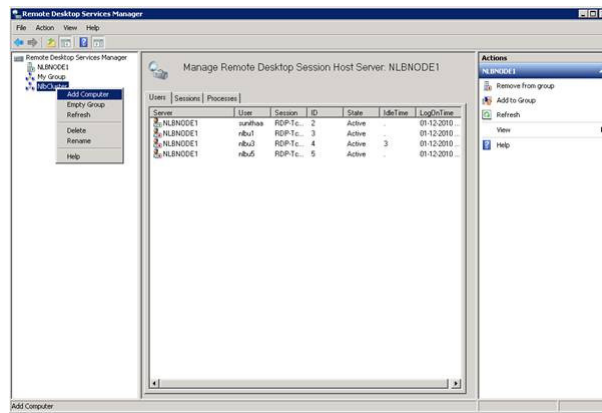 Remote Desktop Services Manager
File Action View Help
Remote Desktop Services Manager
NLBNODE1
My Group
NlbCluster
Add Computer
Empty Group
Refresh
Delete
Rename
Help
Manage Remote Desktop Session Host Server: NLBNODE1
Users Sessions Processes
Server User Session ID State IdleTime LogOnTime
NLBNODE1 sunithaa RDP-Tc... 2 Active . 01-12-2010 ...
NLBNODE1 nlbu1 RDP-Tc... 3 Active . 01-12-2010 ...
NLBNODE1 nlbu3 RDP-Tc... 4 Active 3 01-12-2010 ...
NLBNODE1 nlbu5 RDP-Tc... 5 Active . 01-12-2010 ...
Actions
NLBNODE1
Remove from group
Add to Group
Refresh
View
Help
Add Computer